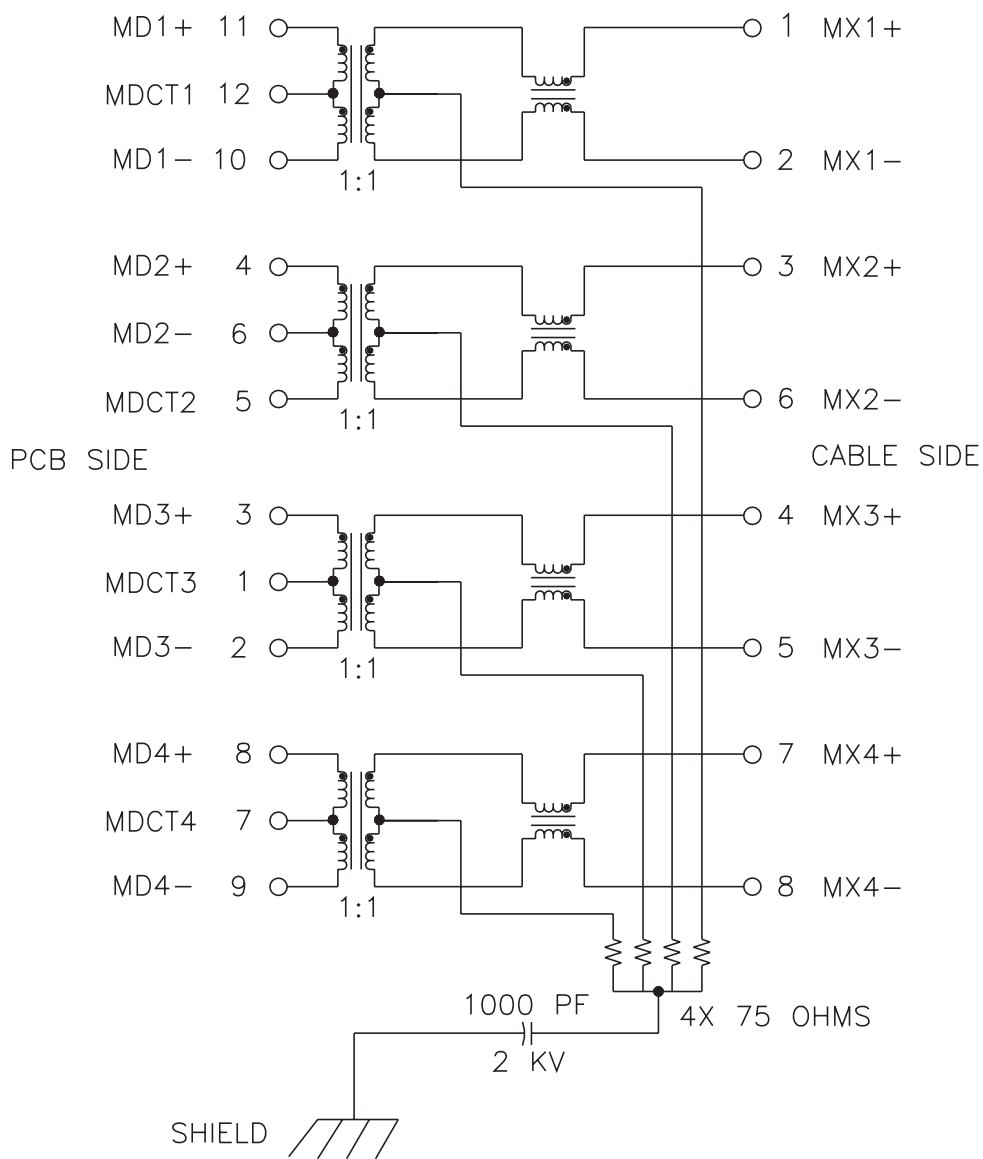 MD1+ 11 1 MX1+
MDCT1 12
MD1- 10 2 MX1-
1:1
MD2+ 4 3 MX2+
MD2- 6
MDCT2 5 6 MX2-
1:1
PCB SIDE CABLE SIDE
MD3+ 3 4 MX3+
MDCT3 1
MD3- 2 5 MX3-
1:1
MD4+ 8 7 MX4+
MDCT4 7
MD4- 9 8 MX4-
1:1
1000 PF
4X 75 OHMS
2 KV
SHIELD